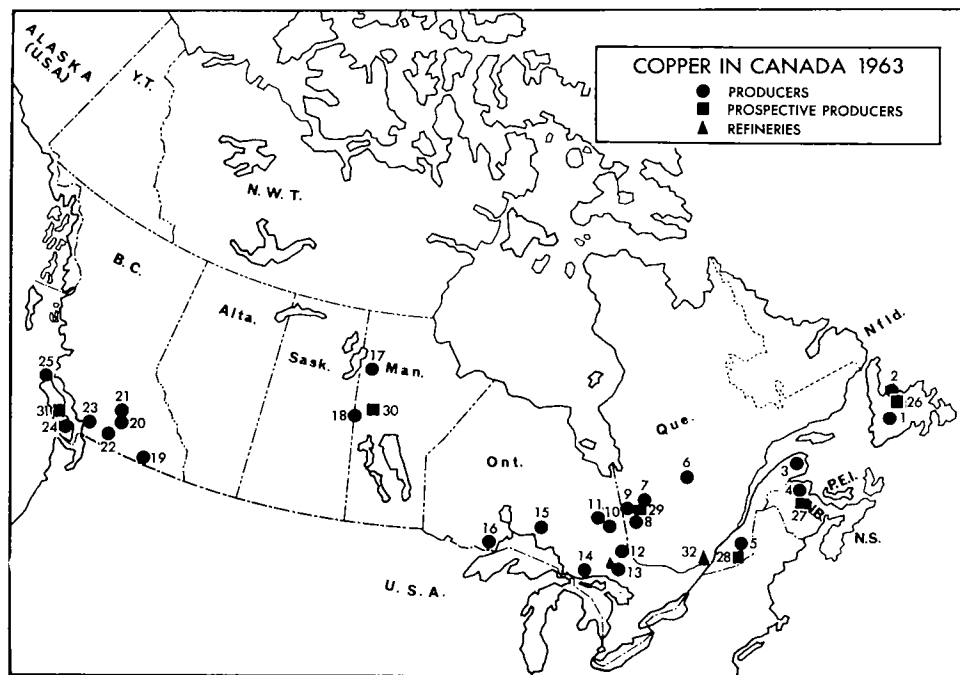 ALASKA
(U.S.A)
Y.T.
COPPER IN CANADA 1963
PRODUCERS
PROSPECTIVE PRODUCERS
REFINERIES
N.W.T.
B.C.
Alta.
Sask.
Man.
Ont.
Que.
Nfld.
P.E.I.
N.B.
N.S.
U.S.A.
25
31
24
23
21
20
22
19
17
18
30
16
15
11
10
9
7
29
8
6
12
13
14
32
28
5
3
4
27
2
26
1